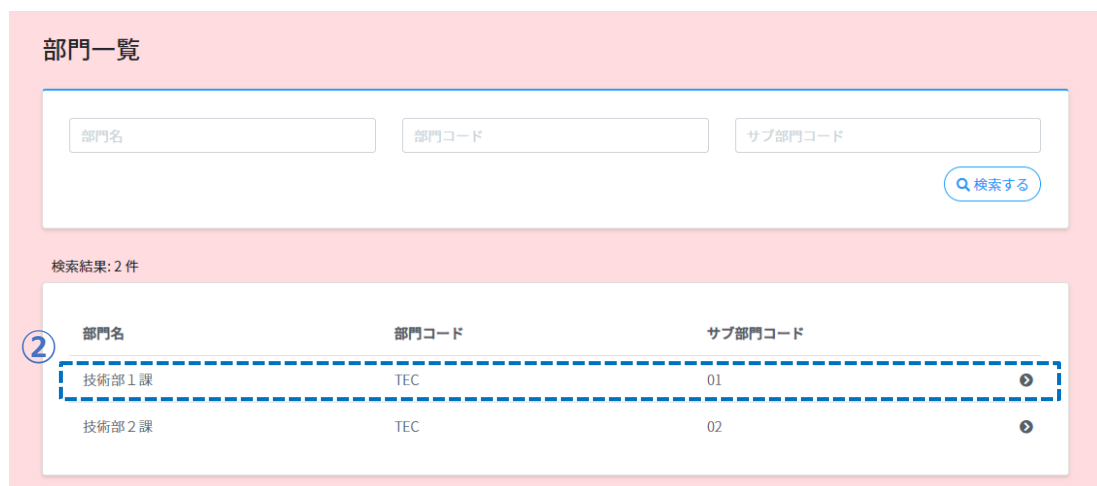 部門一覧
部門名 部門コード サブ部門コード
検索する
検索結果: 2 件
部門名 部門コード サブ部門コード
②
技術部１課 TEC 01
技術部２課 TEC 02